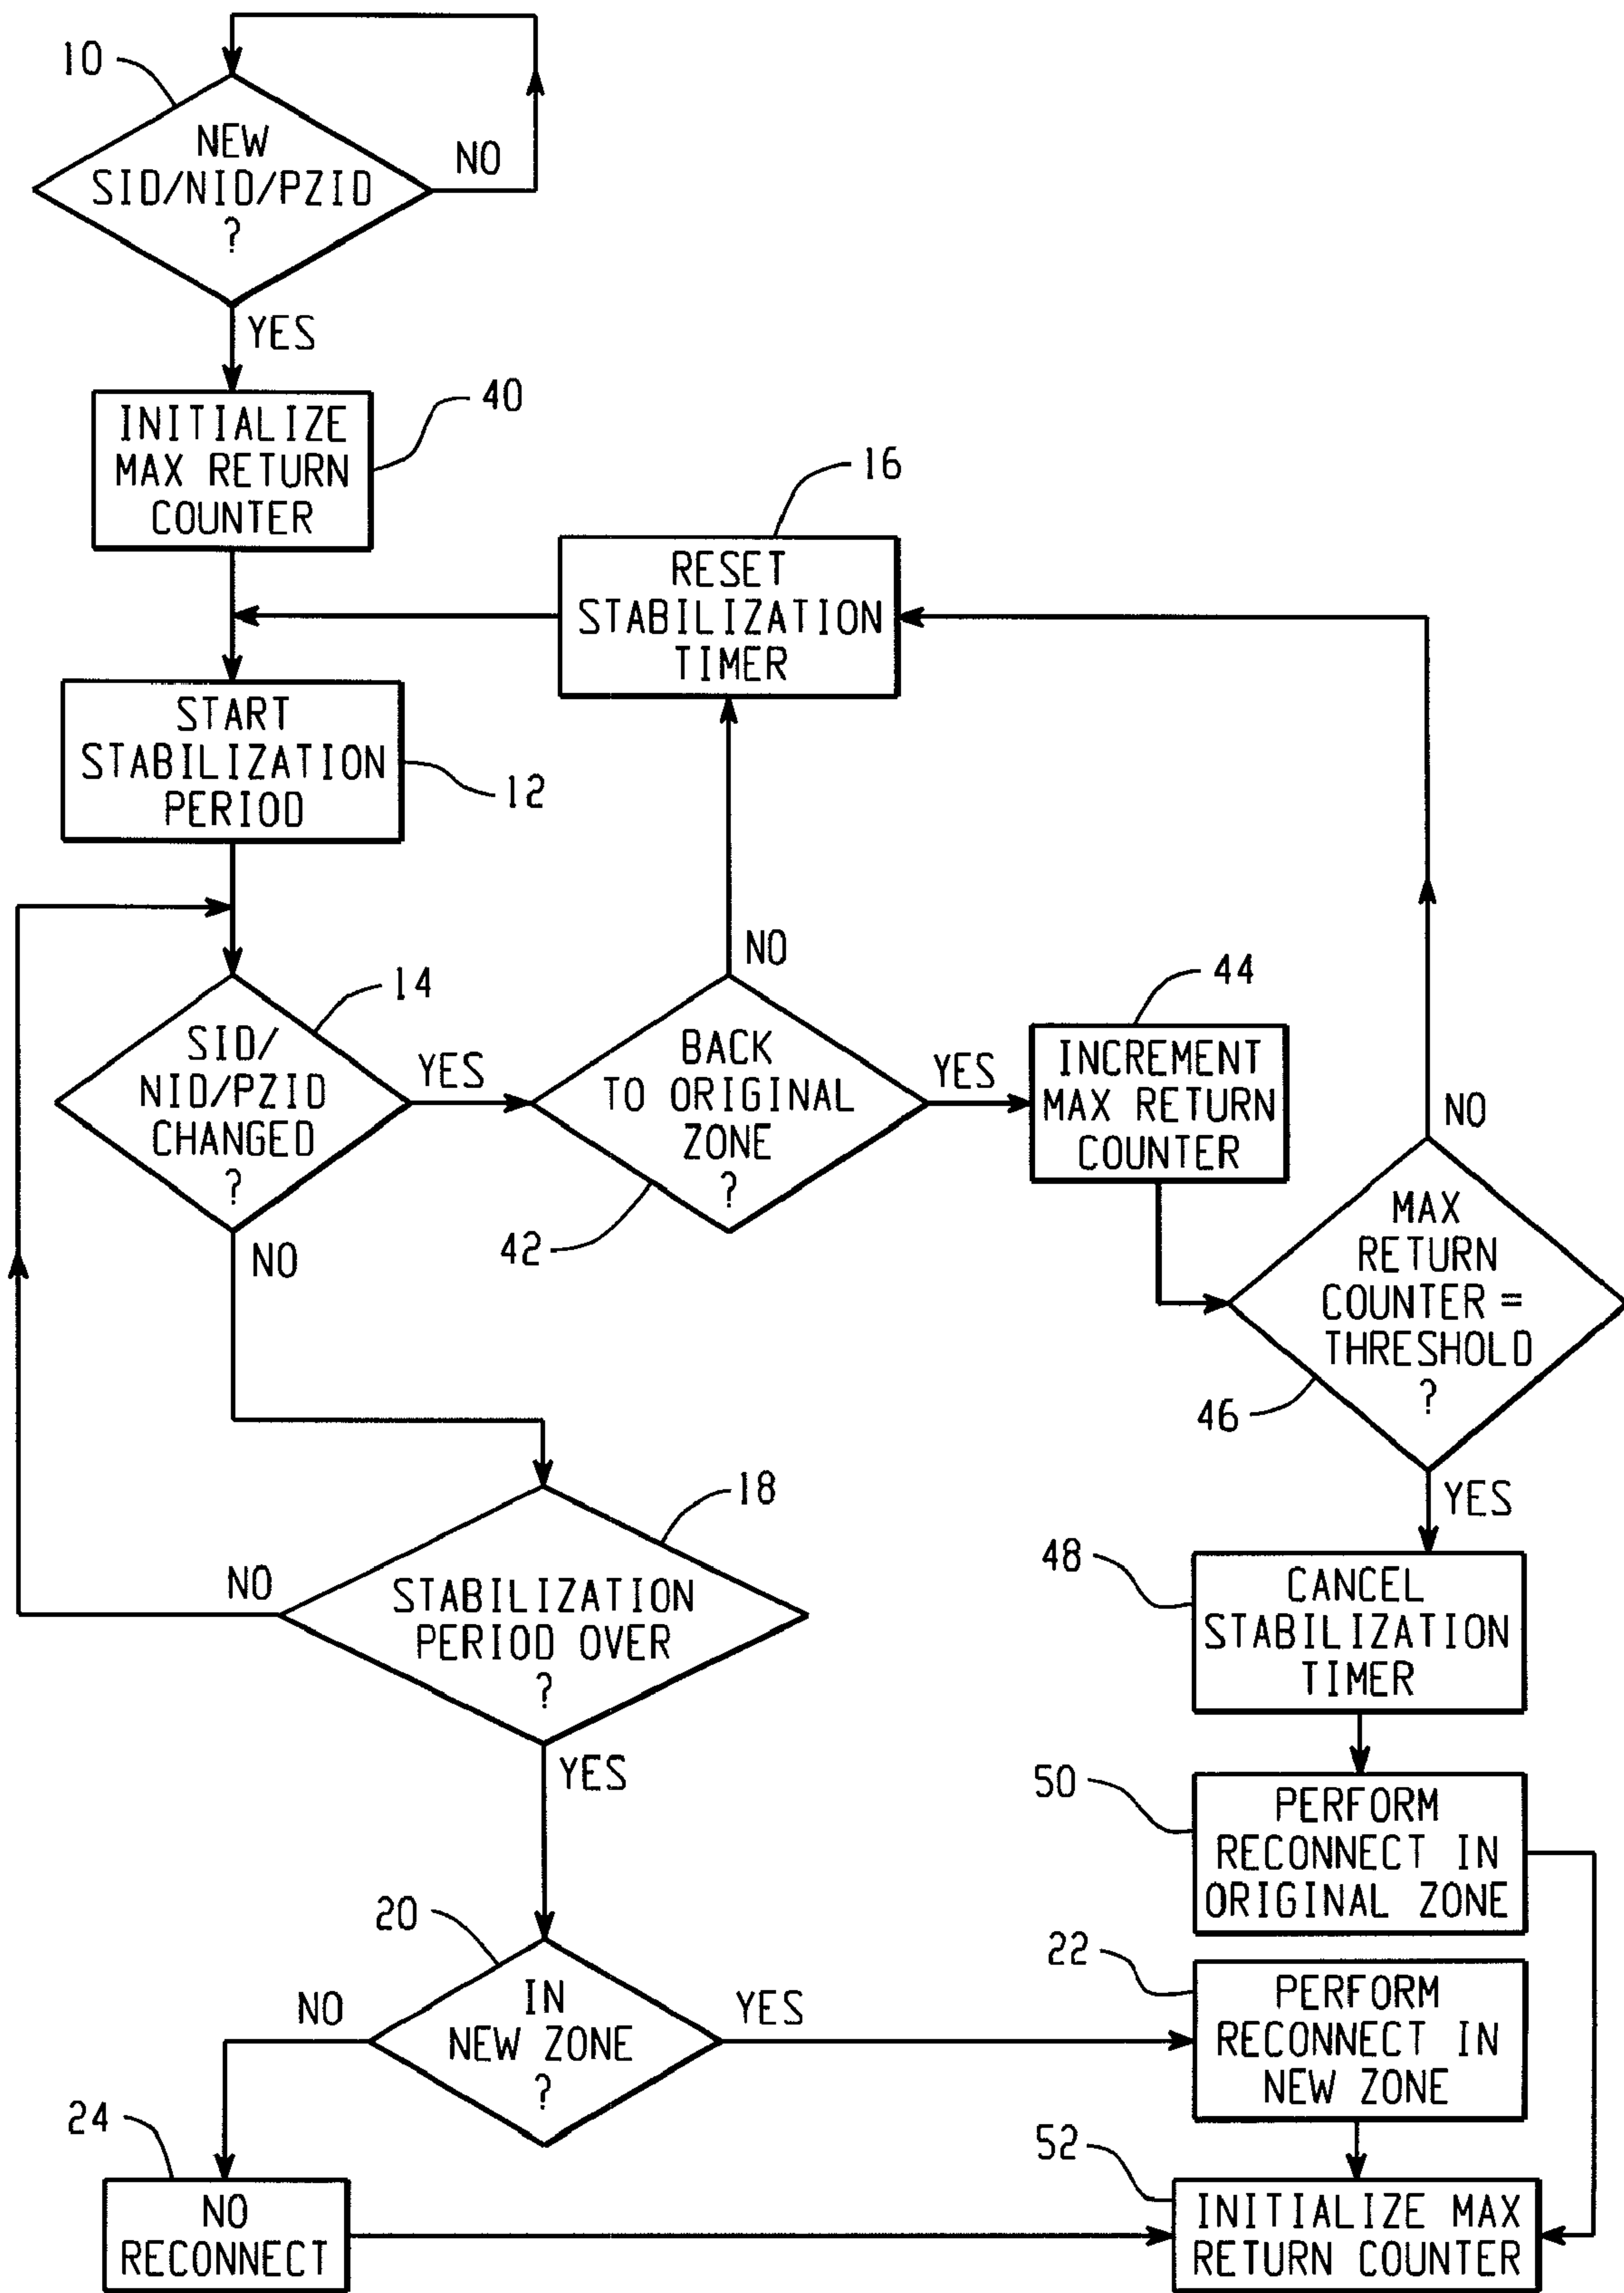 10
NEW
SID/NID/PZID
?
NO
YES
40
INITIALIZE
MAX RETURN
COUNTER
16
RESET
STABILIZATION
TIMER
START
STABILIZATION
PERIOD
12
NO
14
SID/
NID/PZID
CHANGED
?
YES
NO
BACK
TO ORIGINAL
ZONE
?
42
YES
44
INCREMENT
MAX RETURN
COUNTER
NO
MAX
RETURN
COUNTER =
THRESHOLD
?
46
YES
18
STABILIZATION
PERIOD OVER
?
NO
YES
48
CANCEL
STABILIZATION
TIMER
50
PERFORM
RECONNECT IN
ORIGINAL ZONE
20
IN
NEW ZONE
?
NO
YES
22
PERFORM
RECONNECT IN
NEW ZONE
24
NO
RECONNECT
52
INITIALIZE MAX
RETURN COUNTER